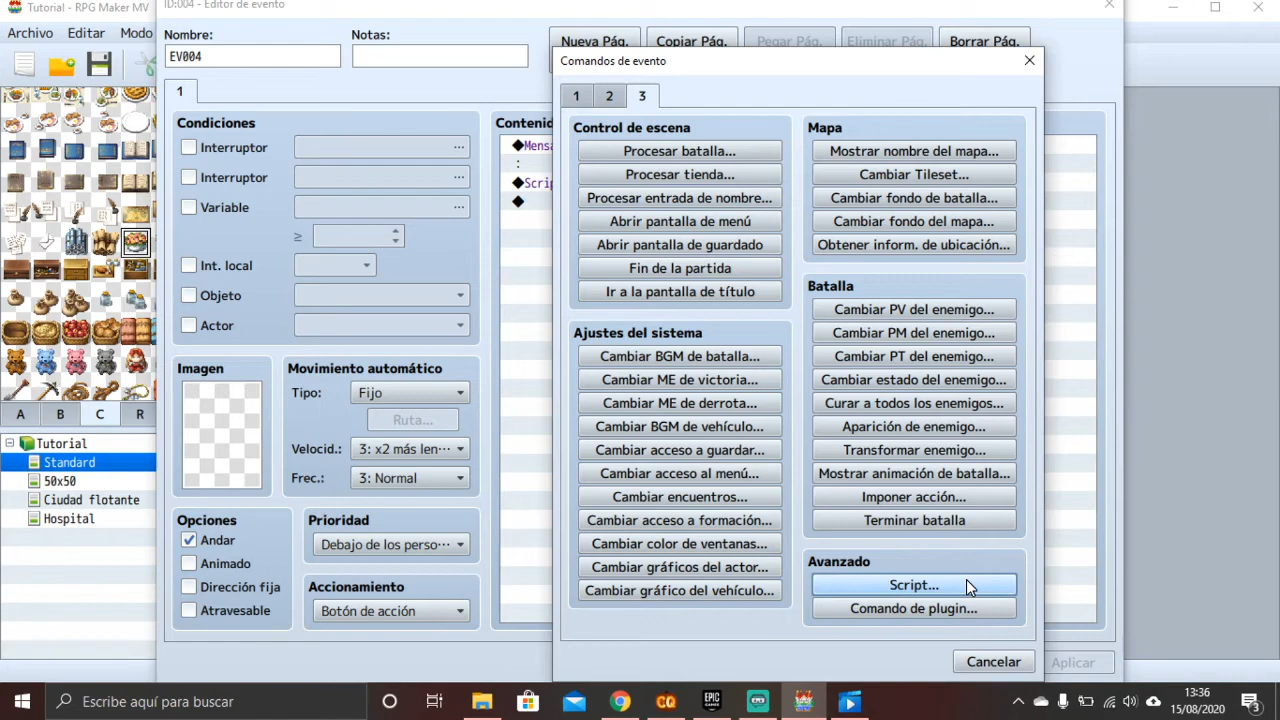 Tutorial - RPG Maker MV
ID:004 - Editor de evento
Archivo Editar Modo
Nombre:
Notas:
EV004
Nueva Pág.
Copiar Pág.
Pegar Pág.
Eliminar Pág.
Borrar Pág.
1
Condiciones
Interruptor
Interruptor
Variable
≥
Int. local
Objeto
Actor
Imagen
Movimiento automático
Tipo: Fijo
Ruta...
Velocid.: 3: x2 más len···
Frec.: 3: Normal
Opciones
Andar
Animado
Dirección fija
Atravesable
Prioridad
Debajo de los perso···
Accionamiento
Botón de acción
Contenid
◆Mensa
:
◆Scrip
◆
Comandos de evento
1 2 3
Control de escena
Procesar batalla...
Procesar tienda...
Procesar entrada de nombre...
Abrir pantalla de menú
Abrir pantalla de guardado
Fin de la partida
Ir a la pantalla de título
Ajustes del sistema
Cambiar BGM de batalla...
Cambiar ME de victoria...
Cambiar ME de derrota...
Cambiar BGM de vehículo...
Cambiar acceso a guardar...
Cambiar acceso al menú...
Cambiar encuentros...
Cambiar acceso a formación...
Cambiar color de ventanas...
Cambiar gráficos del actor...
Cambiar gráfico del vehículo...
Mapa
Mostrar nombre del mapa...
Cambiar Tileset...
Cambiar fondo de batalla...
Cambiar fondo del mapa...
Obtener inform. de ubicación...
Batalla
Cambiar PV del enemigo...
Cambiar PM del enemigo...
Cambiar PT del enemigo...
Cambiar estado del enemigo...
Curar a todos los enemigos...
Aparición de enemigo...
Transformar enemigo...
Mostrar animación de batalla...
Imponer acción...
Terminar batalla
Avanzado
Script...
Comando de plugin...
Cancelar
Aplicar
A B C R
Tutorial
Standard
50x50
Ciudad flotante
Hospital
Escribe aquí para buscar
EPIC GAMES
13:36
15/08/2020
3